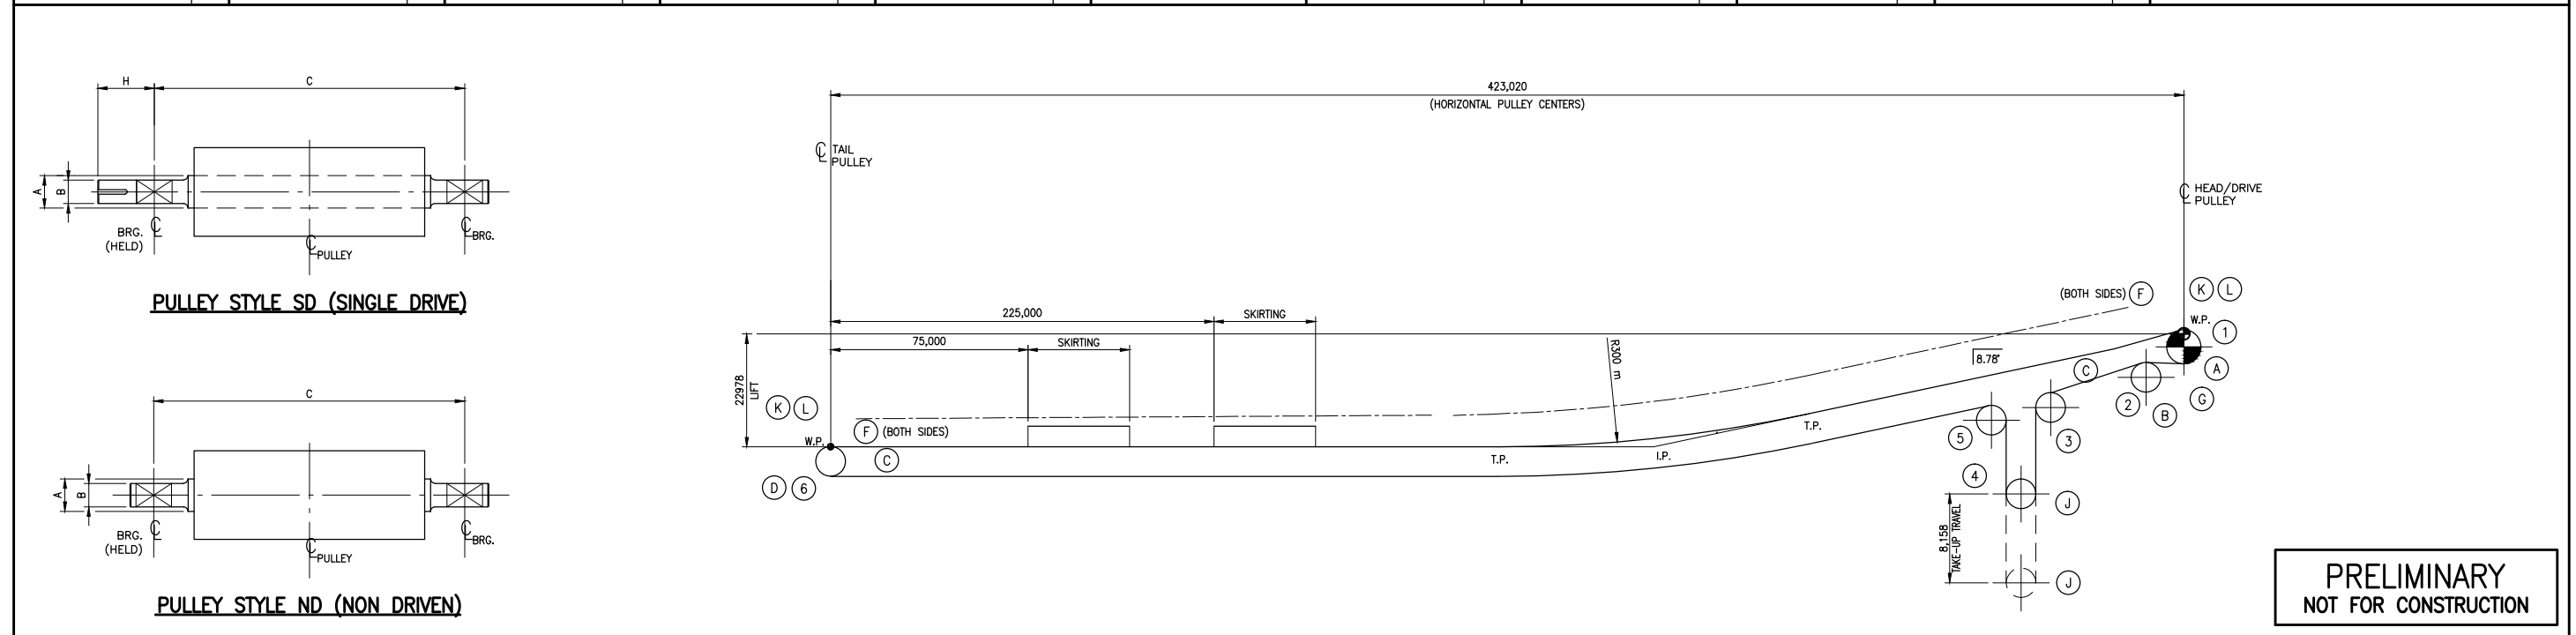 H
C
A
B
BRG.
(HELD)
℄
℄
PULLEY
℄
BRG.
PULLEY STYLE SD (SINGLE DRIVE)
C
A
B
BRG.
(HELD)
℄
℄
PULLEY
℄
BRG.
PULLEY STYLE ND (NON DRIVEN)
423,020
(HORIZONTAL PULLEY CENTERS)
℄ TAIL
PULLEY
℄ HEAD/DRIVE
PULLEY
225,000
SKIRTING
75,000
SKIRTING
22978
LIFT
K L
F (BOTH SIDES)
W.P.
C
D 6
R300 m
T.P.
I.P.
T.P.
8.78°
(BOTH SIDES) F
K L
W.P.
1
A
G
C
2
B
3
5
4
J
8,158
TAKE-UP TRAVEL
J
PRELIMINARY
NOT FOR CONSTRUCTION